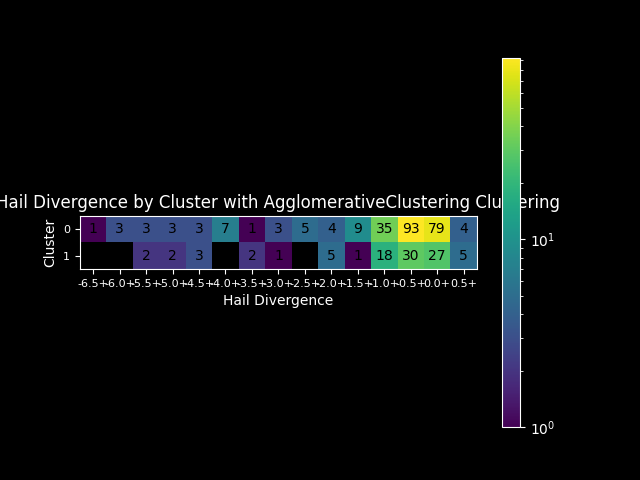 Hail Divergence by Cluster with AgglomerativeClustering Clustering
Cluster
0 1 3 3 3 3 7 1 3 5 4 9 35 93 79 4
1 2 2 3 2 1 5 1 18 30 27 5
-6.5+ -6.0+ -5.5+ -5.0+ -4.5+ -4.0+ -3.5+ -3.0+ -2.5+ -2.0+ -1.5+ -1.0+ -0.5+ 0.0+ 0.5+
Hail Divergence
10¹
10⁰